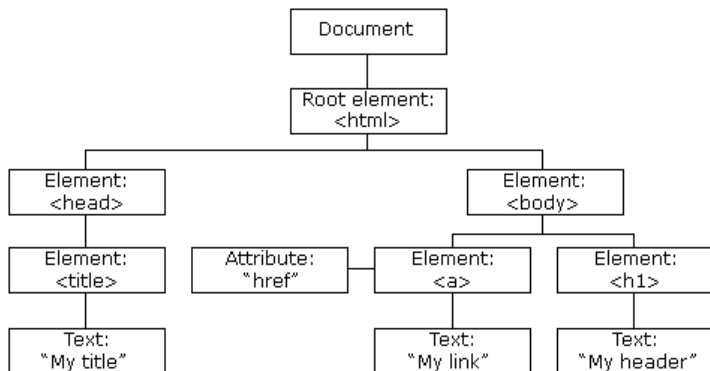 Document
Root element:
<html>
Element:
<head>
Element:
<body>
Element:
<title>
Attribute:
“href”
Element:
<a>
Element:
<h1>
Text:
“My title”
Text:
“My link”
Text:
“My header”